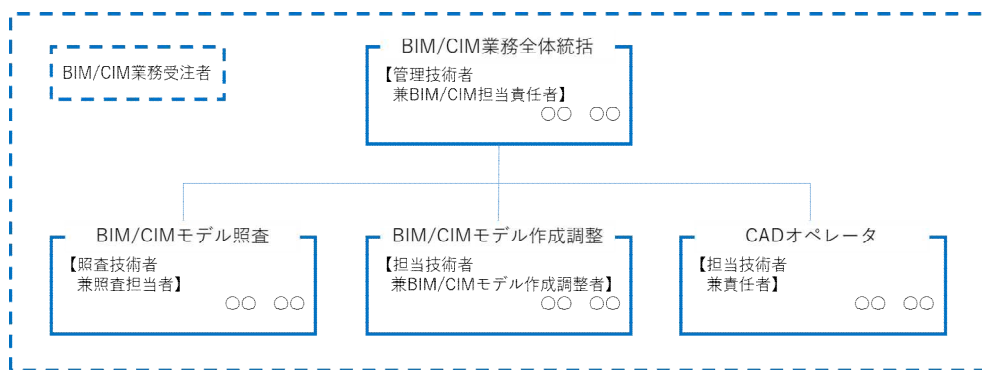 BIM/CIM業務受注者
BIM/CIM業務全体統括
【管理技術者
兼BIM/CIM担当責任者】
○○ ○○
BIM/CIMモデル照査
【照査技術者
兼照査担当者】
○○ ○○
BIM/CIMモデル作成調整
【担当技術者
兼BIM/CIMモデル作成調整者】
○○ ○○
CADオペレータ
【担当技術者
兼責任者】
○○ ○○